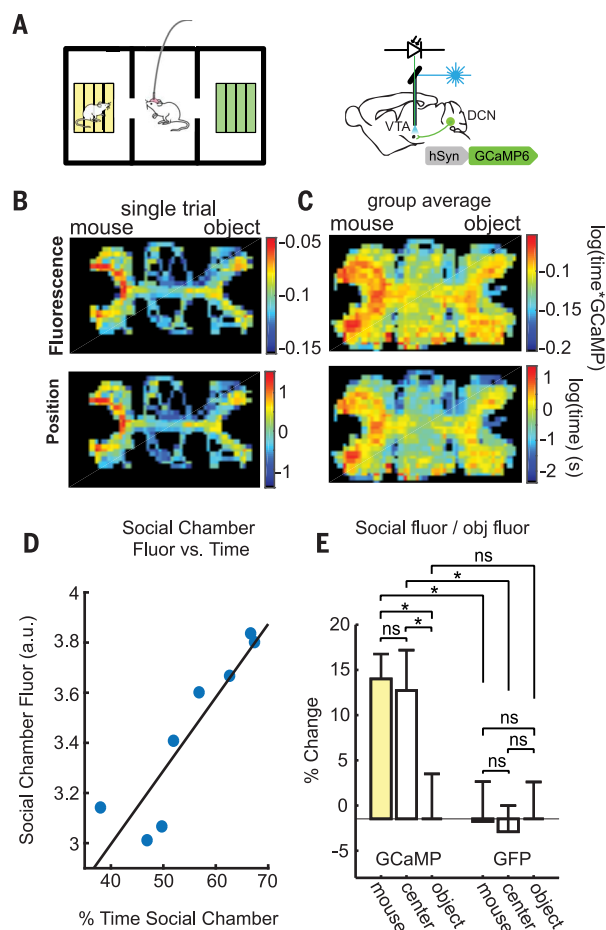 A
VTA
DCN
hSyn GCaMP6
B
single trial
mouse object
Fluorescence
-0.05
-0.1
-0.15
Position
1
0
1
C
group average
mouse object
log(time*GCaMP)
-0.1
-0.15
-0.2
log(time) (s)
1
0
-1
-2
D
Social Chamber
Fluor vs. Time
Social Chamber Fluor (a.u.)
4
3.8
3.6
3.4
3.2
3
40 50 60 70
% Time Social Chamber
E
Social fluor / obj fluor
ns
*
*
*
ns *
ns
ns
ns
% Change
20
15
10
5
0
-5
GCaMP GFP
mouse
center
object
mouse
center
object